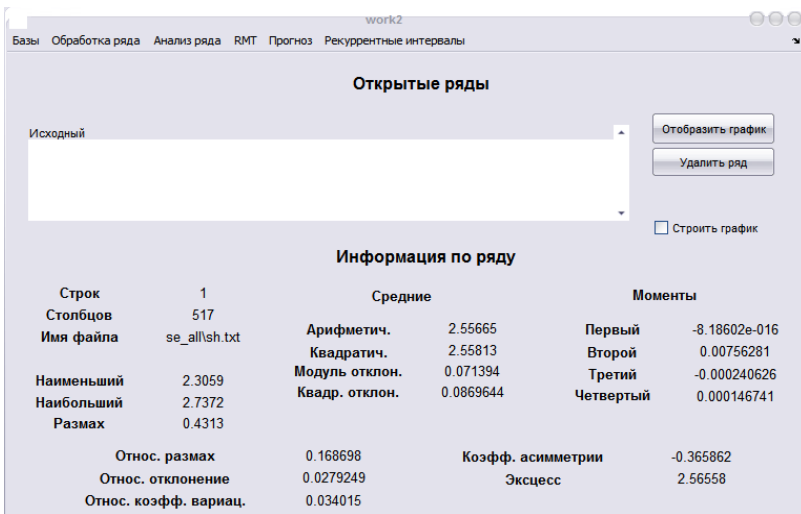 work2
Базы Обработка ряда Анализ ряда RMT Прогноз Рекуррентные интервалы
Открытые ряды
Исходный
Отобразить график
Удалить ряд
Строить график
Информация по ряду
Строк 1
Столбцов 517
Имя файла se_all\sh.txt
Наименьший 2.3059
Наибольший 2.7372
Размах 0.4313
Средние
Арифметич. 2.55665
Квадратич. 2.55813
Модуль отклон. 0.071394
Квадр. отклон. 0.0869644
Моменты
Первый -8.18602e-016
Второй 0.00756281
Третий -0.000240626
Четвертый 0.000146741
Относ. размах 0.168698
Относ. отклонение 0.0279249
Относ. коэфф. вариац. 0.034015
Коэфф. асимметрии -0.365862
Эксцесс 2.56558